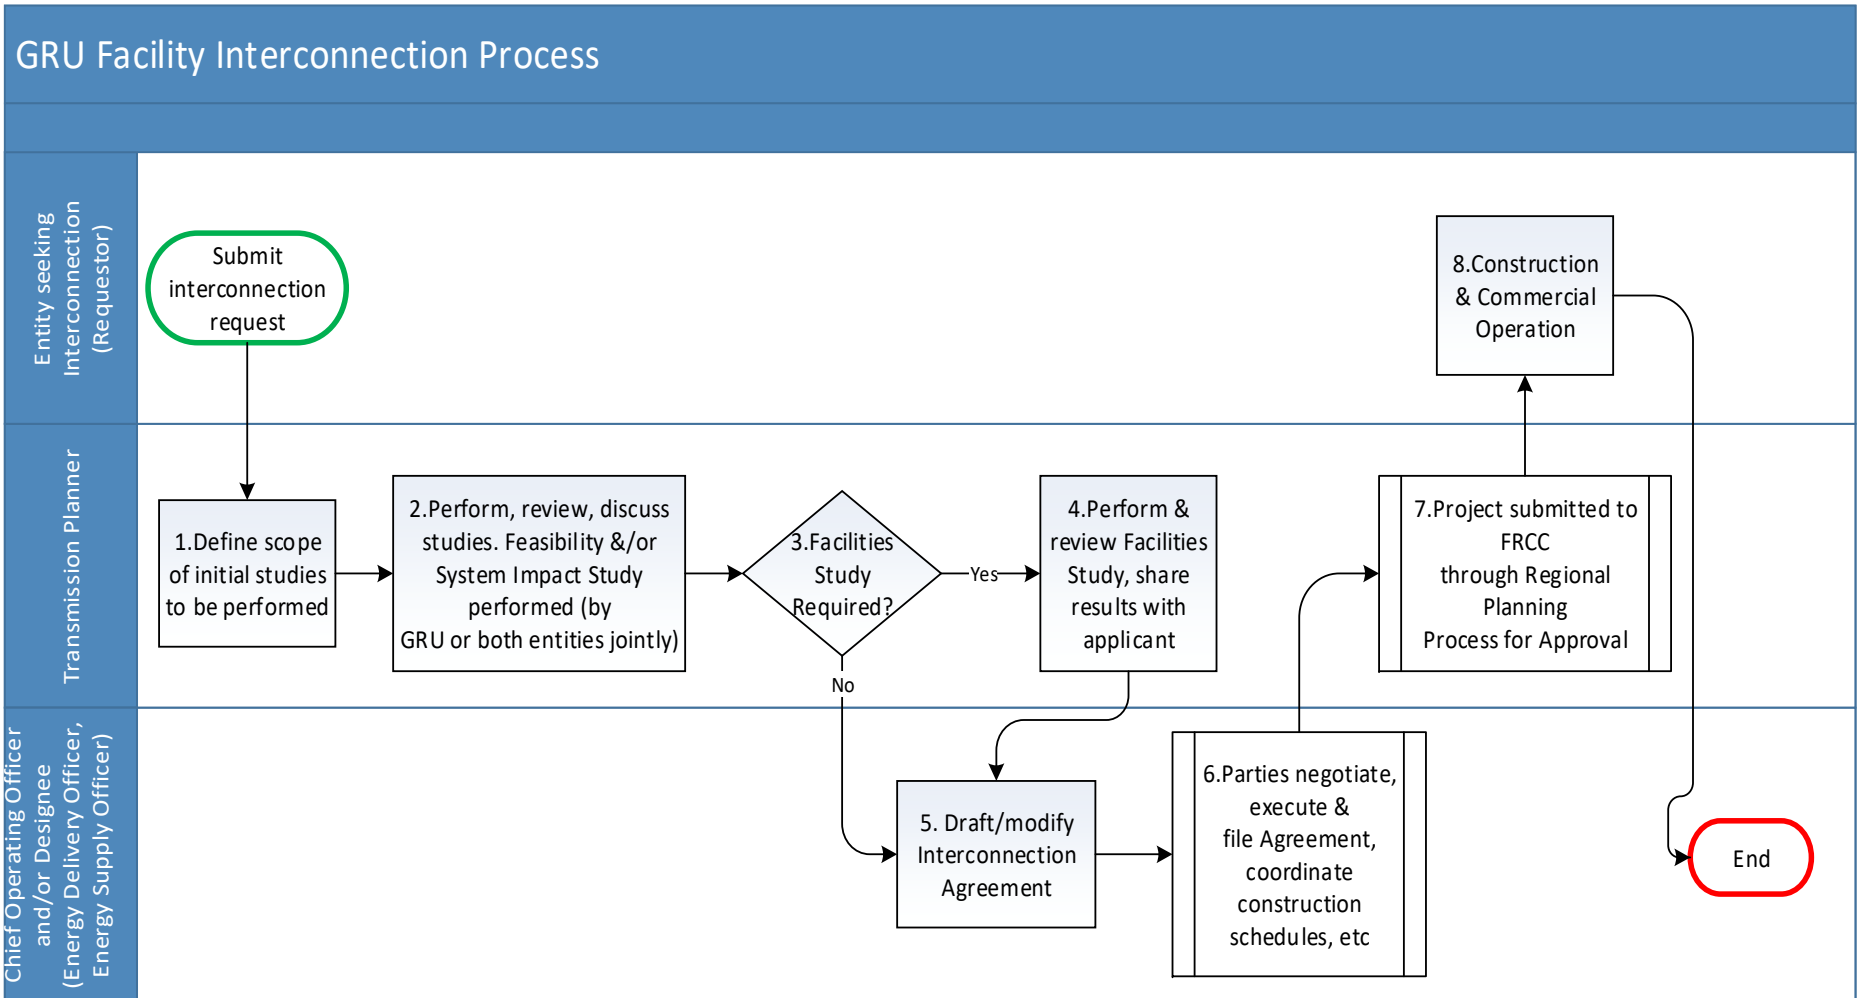 GRU Facility Interconnection Process
Entity seeking
Interconnection
(Requestor)
Submit
interconnection
request
8.Construction
& Commercial
Operation
Transmission Planner
1.Define scope
of initial studies
to be performed
2.Perform, review, discuss
studies. Feasibility &/or
System Impact Study
performed (by
GRU or both entities jointly)
3.Facilities
Study
Required?
Yes
No
4.Perform &
review Facilities
Study, share
results with
applicant
7.Project submitted to
FRCC
through Regional
Planning
Process for Approval
Chief Operating Officer
and/or Designee
(Energy Delivery Officer,
Energy Supply Officer)
5. Draft/modify
Interconnection
Agreement
6.Parties negotiate,
execute &
file Agreement,
coordinate
construction
schedules, etc
End